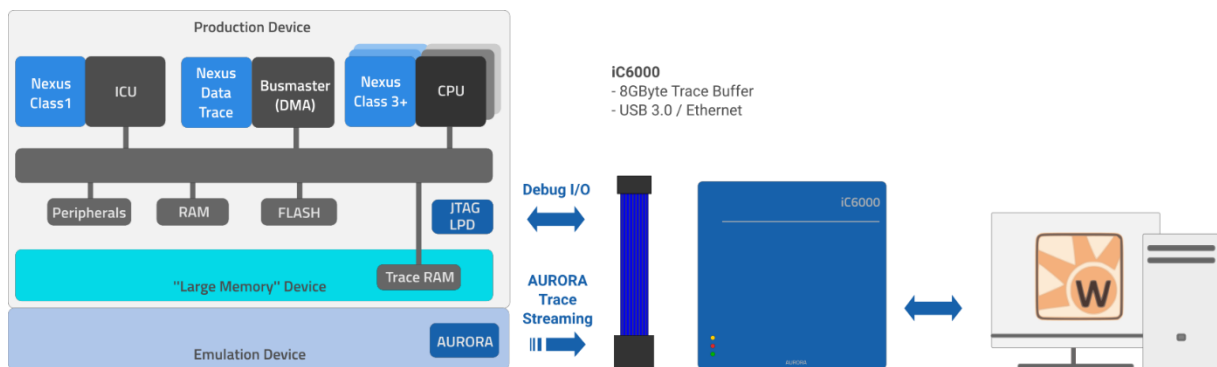 Production Device
Nexus
Class1
ICU
Nexus
Data
Trace
Busmaster
(DMA)
Nexus
Class 3+
CPU
Peripherals
RAM
FLASH
JTAG
LPD
Trace RAM
"Large Memory" Device
AURORA
Emulation Device
Debug I/O
AURORA
Trace
Streaming
iC6000
- 8GByte Trace Buffer
- USB 3.0 / Ethernet
iC6000
AURORA
W